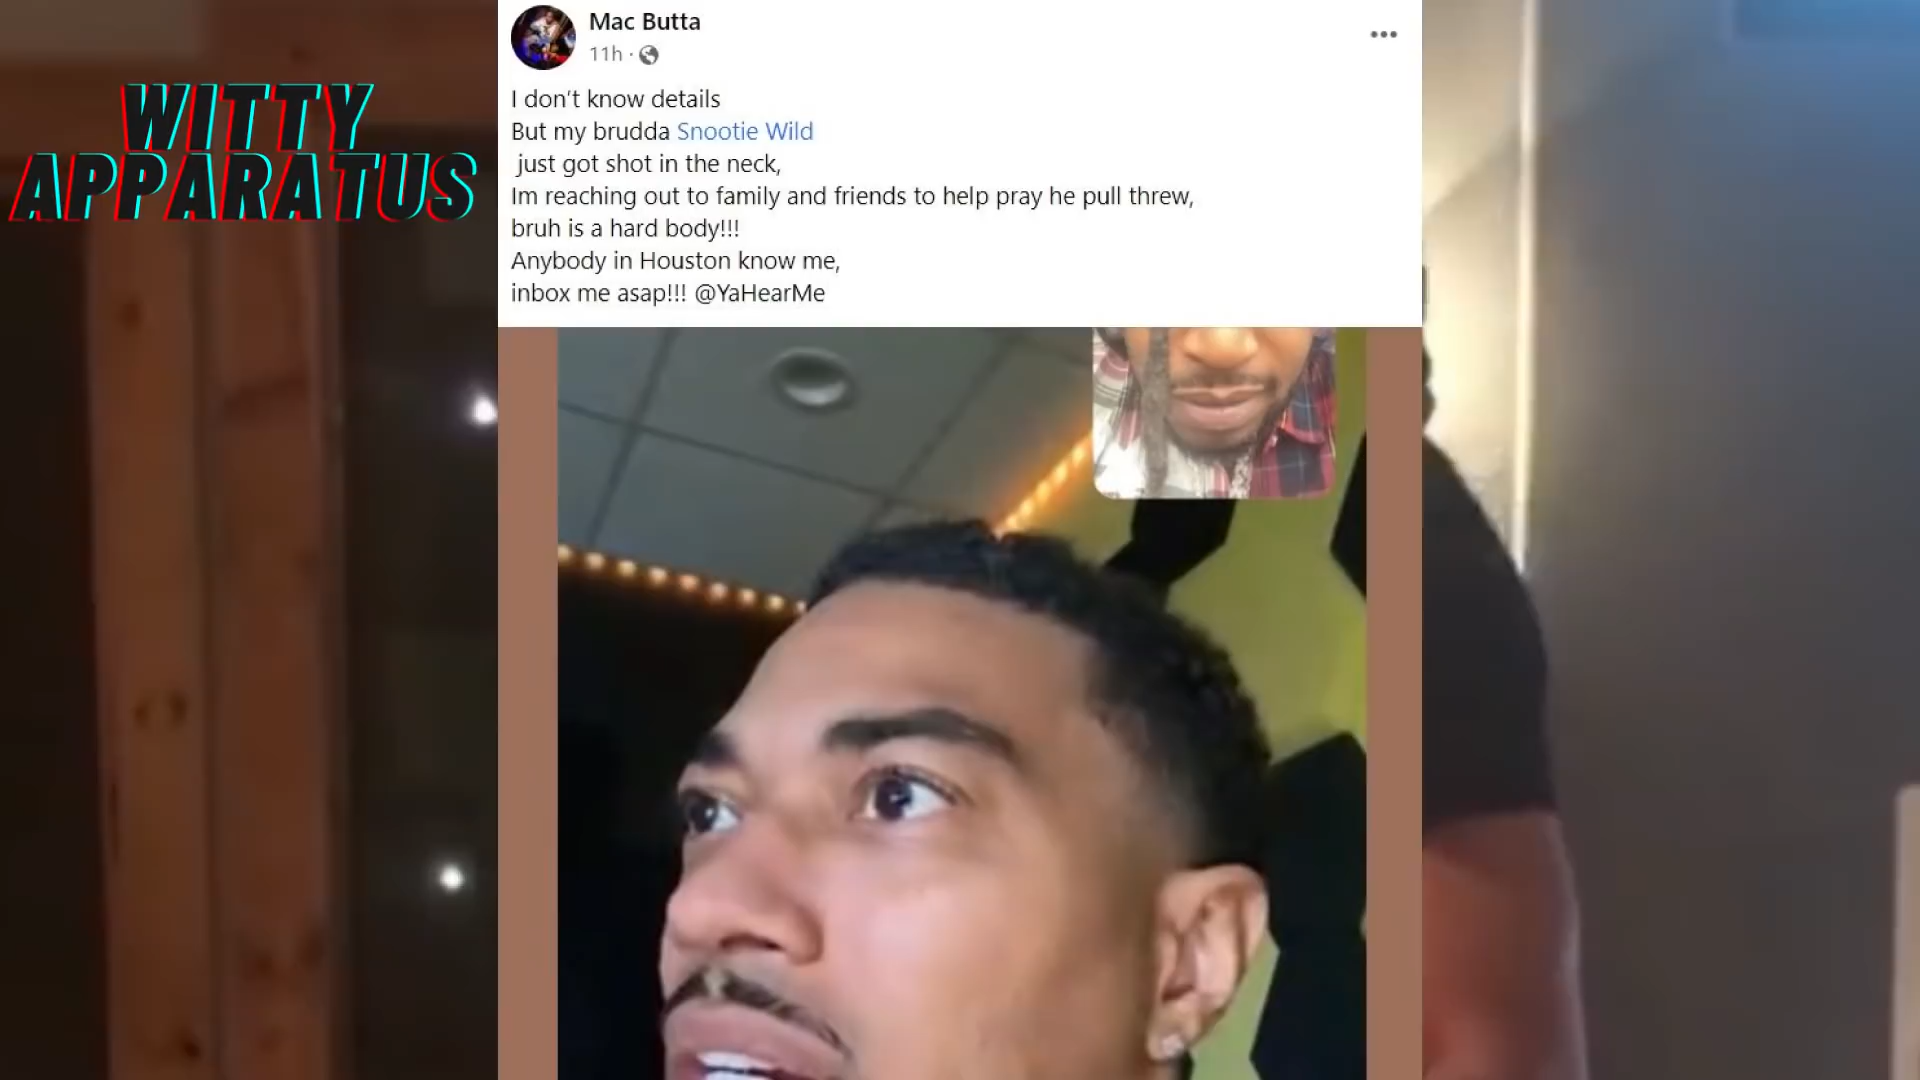 WITTY
APPARATUS
Mac Butta
11h ·
I don't know details
But my brudda Snootie Wild
just got shot in the neck,
Im reaching out to family and friends to help pray he pull threw,
bruh is a hard body!!!
Anybody in Houston know me,
inbox me asap!!! @YaHearMe